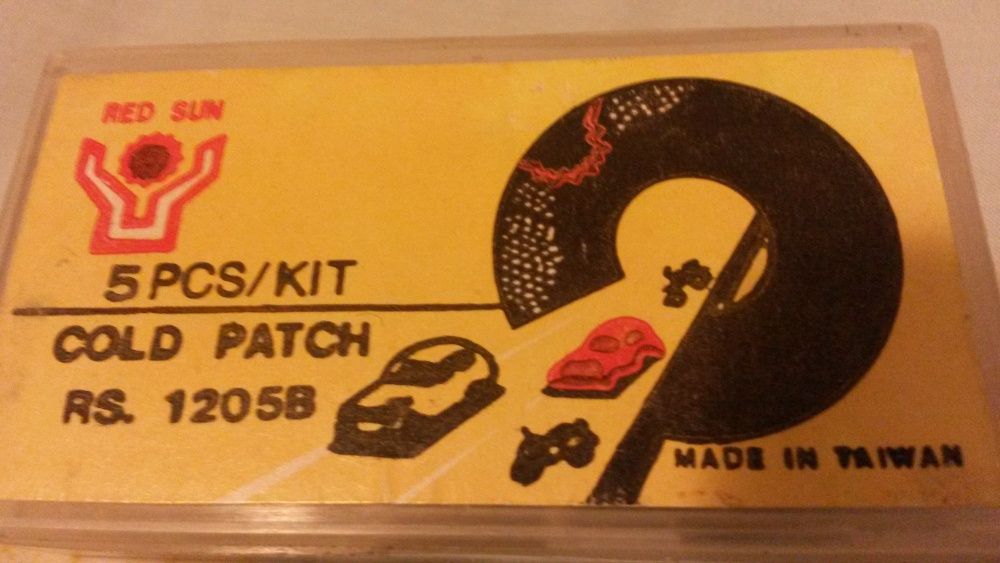 RED SUN
5 PCS/KIT
COLD PATCH
RS. 1205B
MADE IN TAIWAN